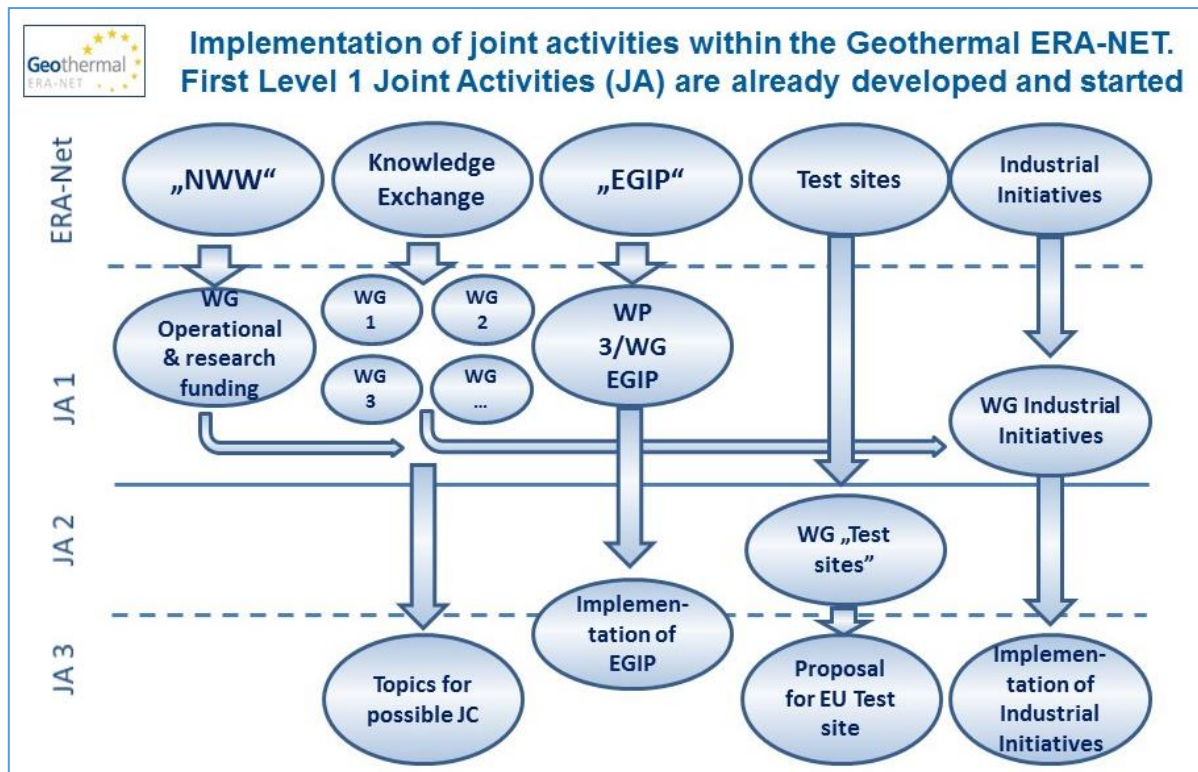 Geothermal
ERA-NET
Implementation of joint activities within the Geothermal ERA-NET.
First Level 1 Joint Activities (JA) are already developed and started
ERA-Net
„NWW“
Knowledge
Exchange
„EGIP“
Test sites
Industrial
Initiatives
JA 1
WG
Operational
& research
funding
WG
1
WG
2
WG
3
WG
...
WP
3/WG
EGIP
WG Industrial
Initiatives
JA 2
WG „Test
sites”
JA 3
Topics for
possible JC
Implemen-
tation of
EGIP
Proposal
for EU Test
site
Implemen-
tation of
Industrial
Initiatives